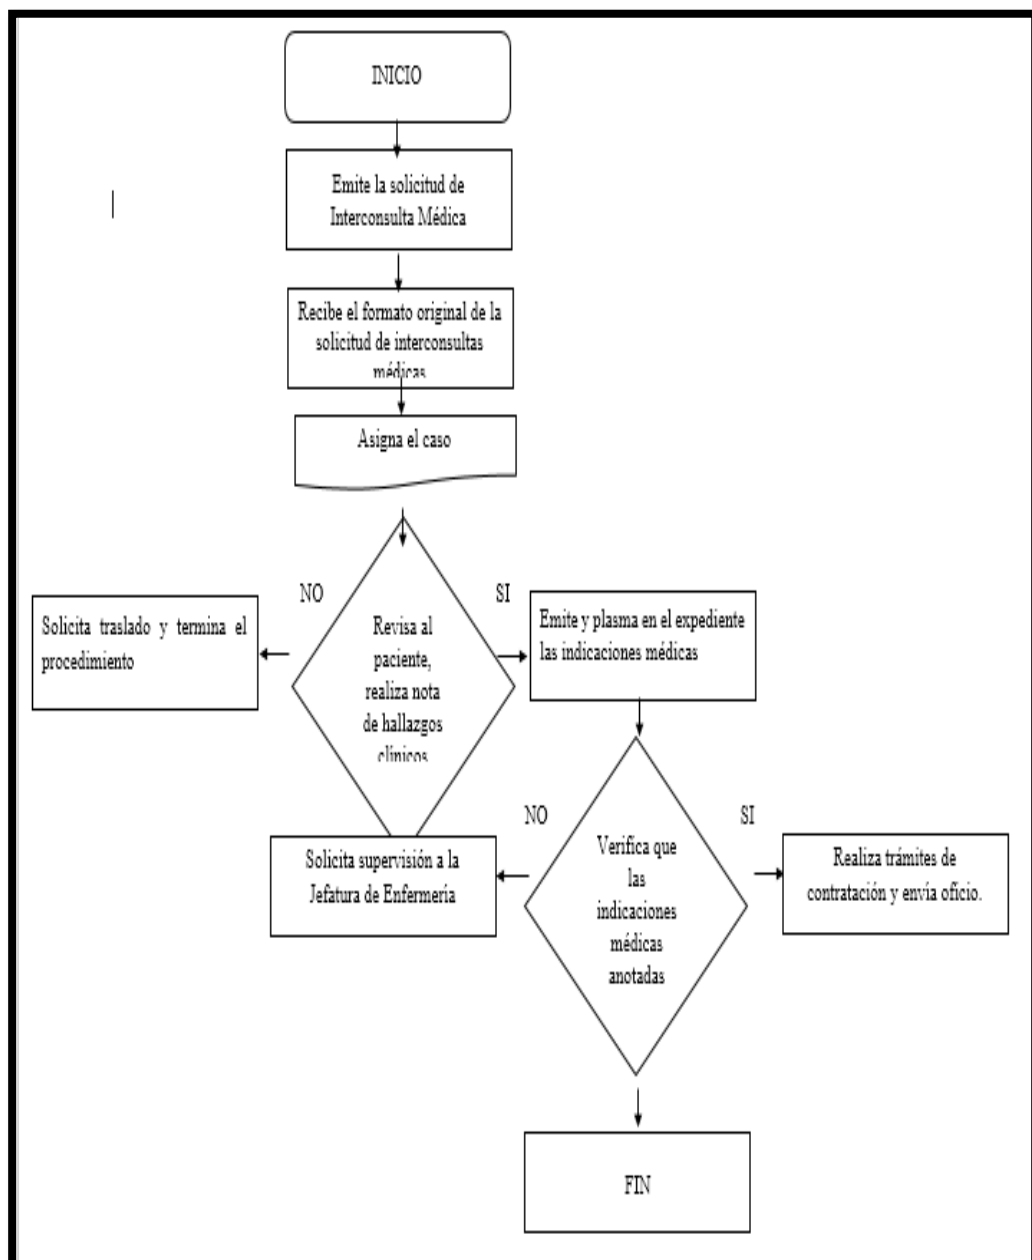 INICIO
Emite la solicitud de
Interconsulta Médica
Recibe el formato original de la
solicitud de interconsultas
médicas
Asigna el caso
NO
SI
Solicita traslado y termina el
procedimiento
Revisa al
paciente,
realiza nota
de hallazgos
clínicos
Emite y plasma en el expediente
las indicaciones médicas
NO
SI
Solicita supervisión a la
Jefatura de Enfermería
Verifica que
las
indicaciones
médicas
anotadas
Realiza trámites de
contratación y envía oficio.
FIN